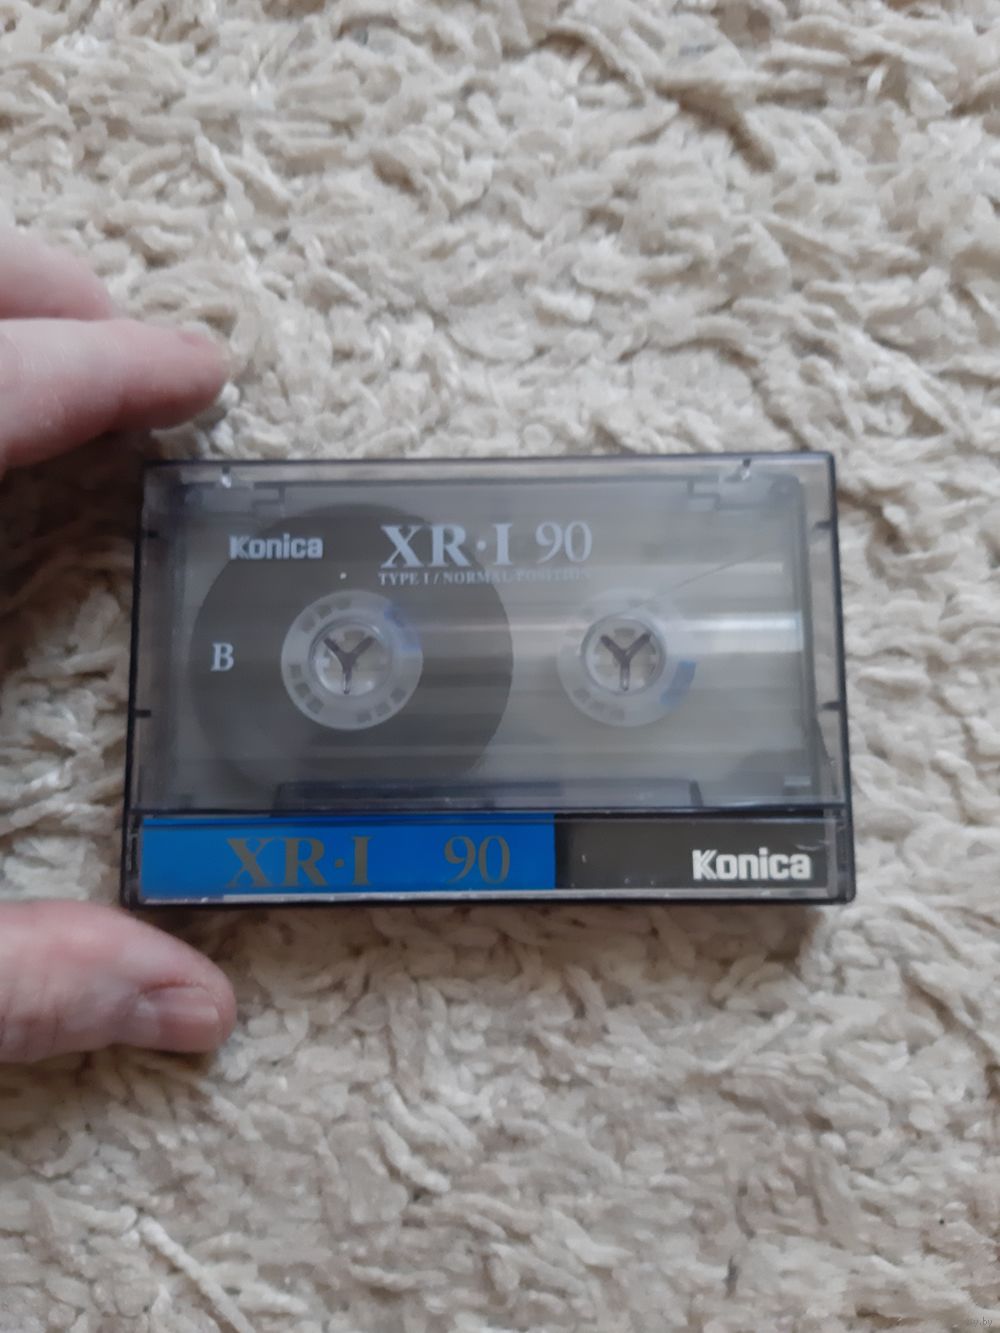 Konica XR·I 90
TYPE I / NORMAL POSITION
B
XR·I 90 Konica